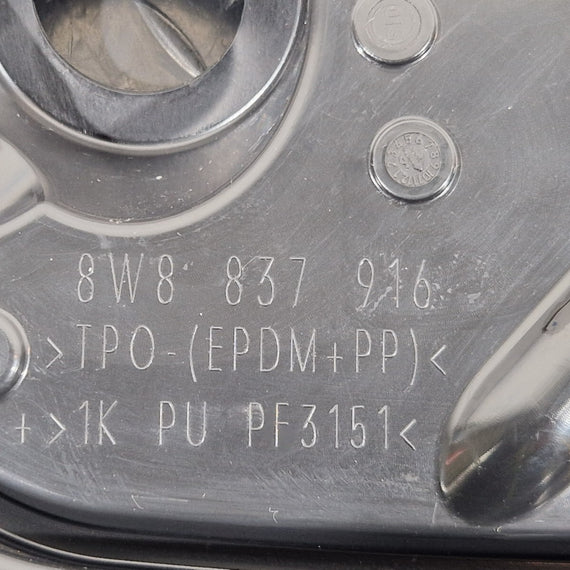 8W8 837 916
>TPO-(EPDM+PP)<
+>1K PU PF3151<